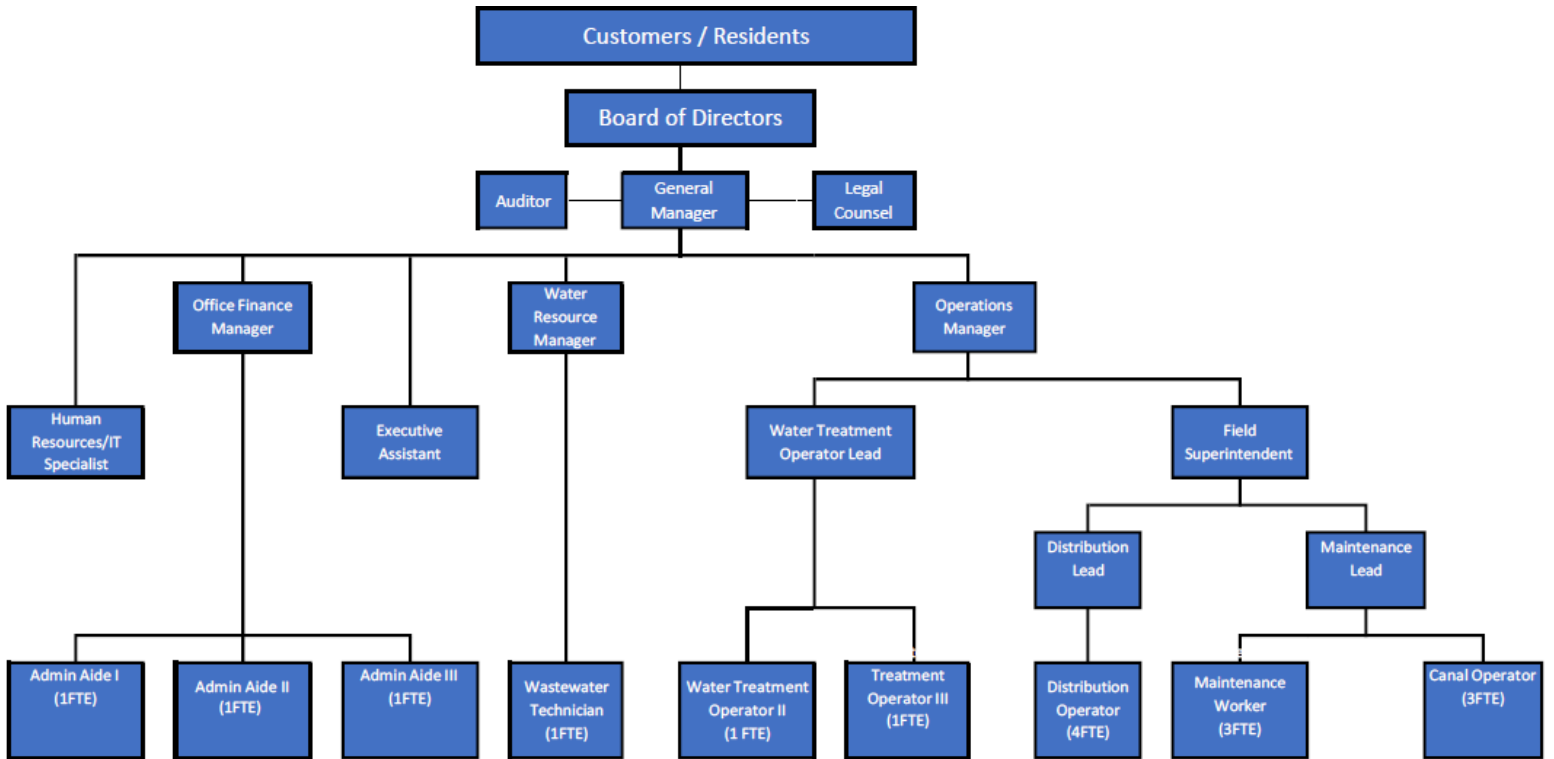 Customers / Residents
Board of Directors
Auditor
General
Manager
Legal
Counsel
Office Finance
Manager
Water
Resource
Manager
Operations
Manager
Human
Resources/IT
Specialist
Executive
Assistant
Water Treatment
Operator Lead
Field
Superintendent
Distribution
Lead
Maintenance
Lead
Admin Aide I
(1FTE)
Admin Aide II
(1FTE)
Admin Aide III
(1FTE)
Wastewater
Technician
(1FTE)
Water Treatment
Operator II
(1 FTE)
Treatment
Operator III
(1FTE)
Distribution
Operator
(4FTE)
Maintenance
Worker
(3FTE)
Canal Operator
(3FTE)